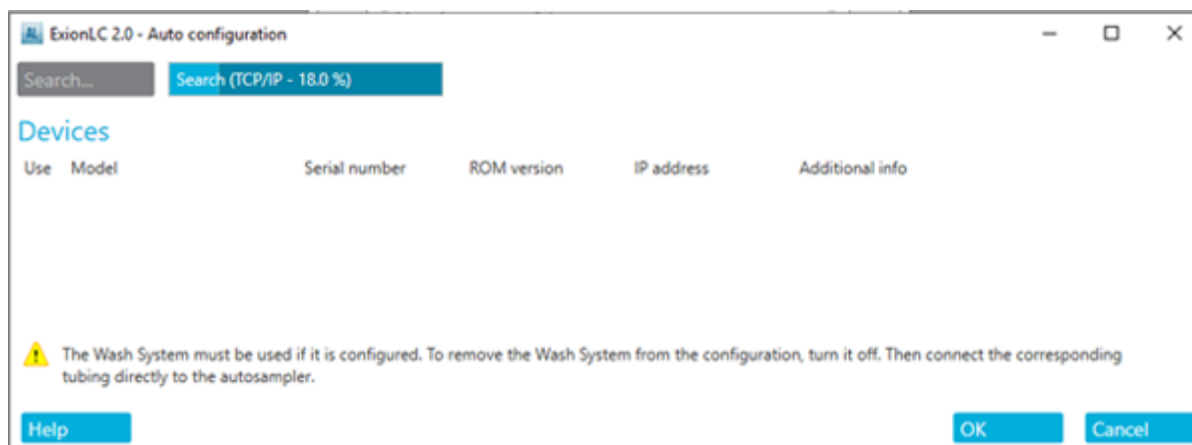 ExionLC 2.0 - Auto configuration
Search... Search (TCP/IP - 18.0 %)
Devices
Use Model Serial number ROM version IP address Additional info
The Wash System must be used if it is configured. To remove the Wash System from the configuration, turn it off. Then connect the corresponding
tubing directly to the autosampler.
Help OK Cancel